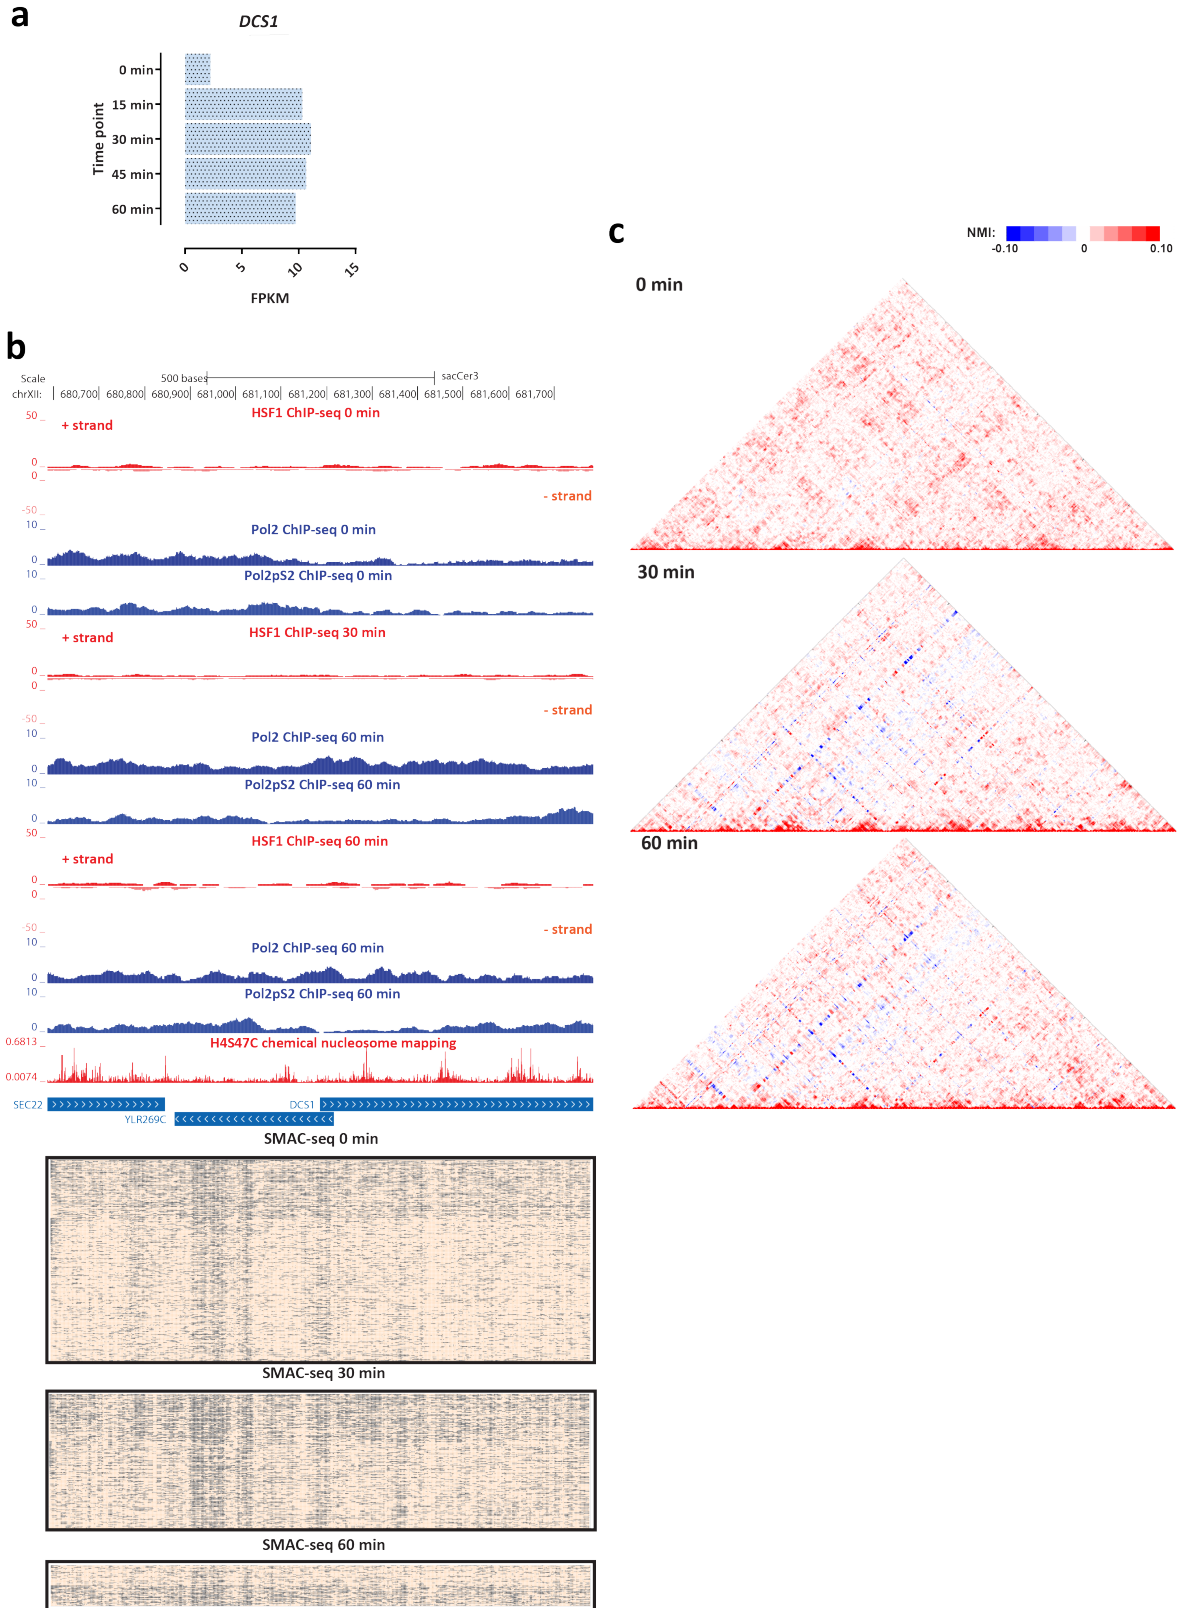 a
DCS1
0 min
15 min
30 min
45 min
60 min
Time point
0 5 10 15
FPKM
b
Scale 500 bases sacCer3
chrXII: 680,700 680,800 680,900 681,000 681,100 681,200 681,300 681,400 681,500 681,600 681,700
HSF1 ChIP-seq 0 min
50
+ strand
0
0
- strand
-50
Pol2 ChIP-seq 0 min
10
0
Pol2pS2 ChIP-seq 0 min
10
0
HSF1 ChIP-seq 30 min
50
+ strand
0
0
- strand
-50
Pol2 ChIP-seq 60 min
10
0
Pol2pS2 ChIP-seq 60 min
10
0
HSF1 ChIP-seq 60 min
50
+ strand
0
0
- strand
-50
Pol2 ChIP-seq 60 min
10
0
Pol2pS2 ChIP-seq 60 min
10
0
H4S47C chemical nucleosome mapping
0.6813
0.0074
SEC22 DCS1
YLR269C
SMAC-seq 0 min
SMAC-seq 30 min
SMAC-seq 60 min
c
NMI:
-0.10 0 0.10
0 min
30 min
60 min